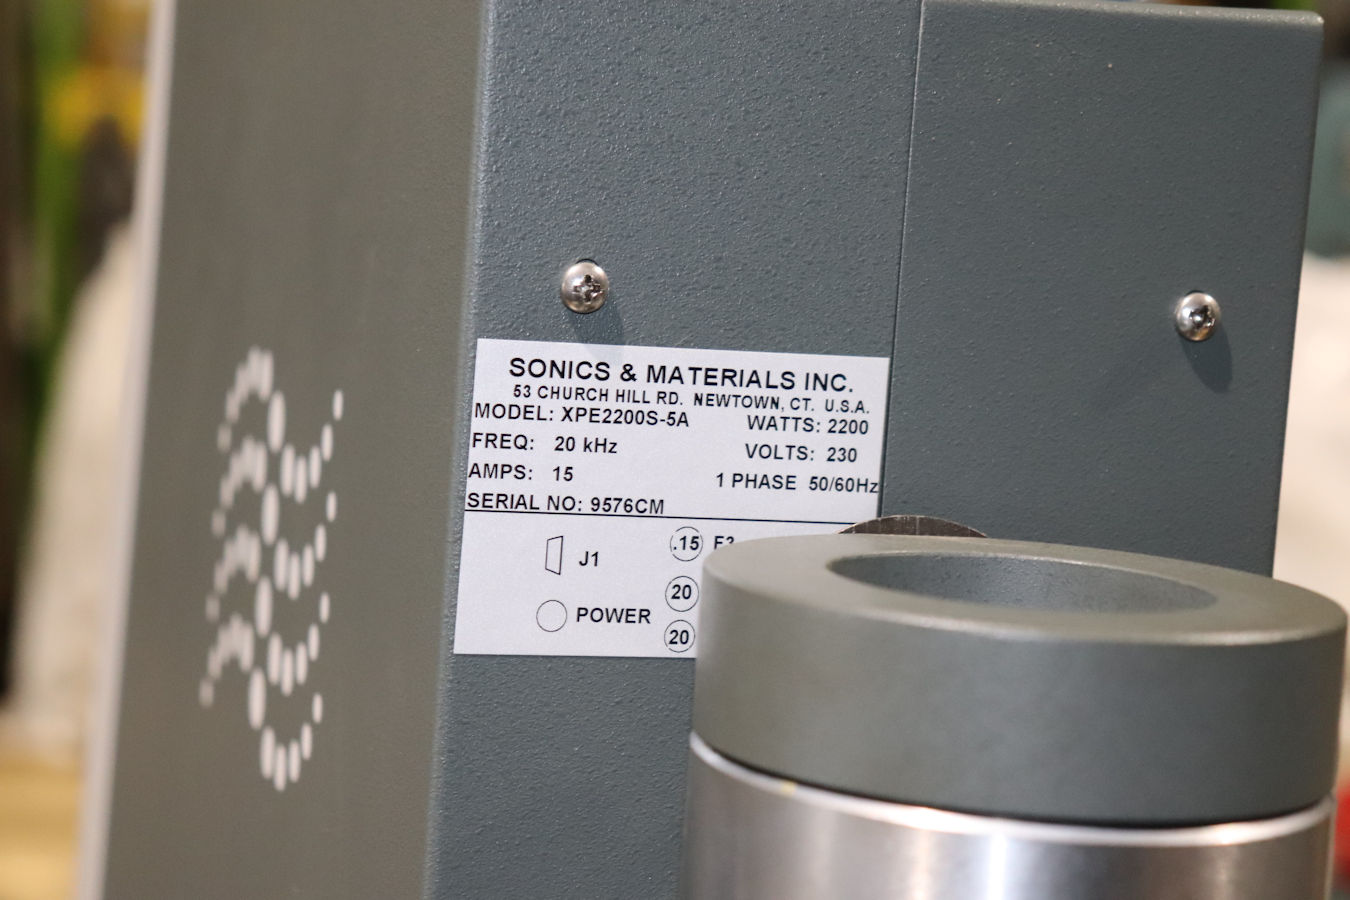 SONICS & MATERIALS INC.
53 CHURCH HILL RD. NEWTOWN, CT. U.S.A.
MODEL: XPE2200S-5A WATTS: 2200
FREQ: 20 kHz VOLTS: 230
AMPS: 15 1 PHASE 50/60Hz
SERIAL NO: 9576CM
J1 .15
20
POWER
20